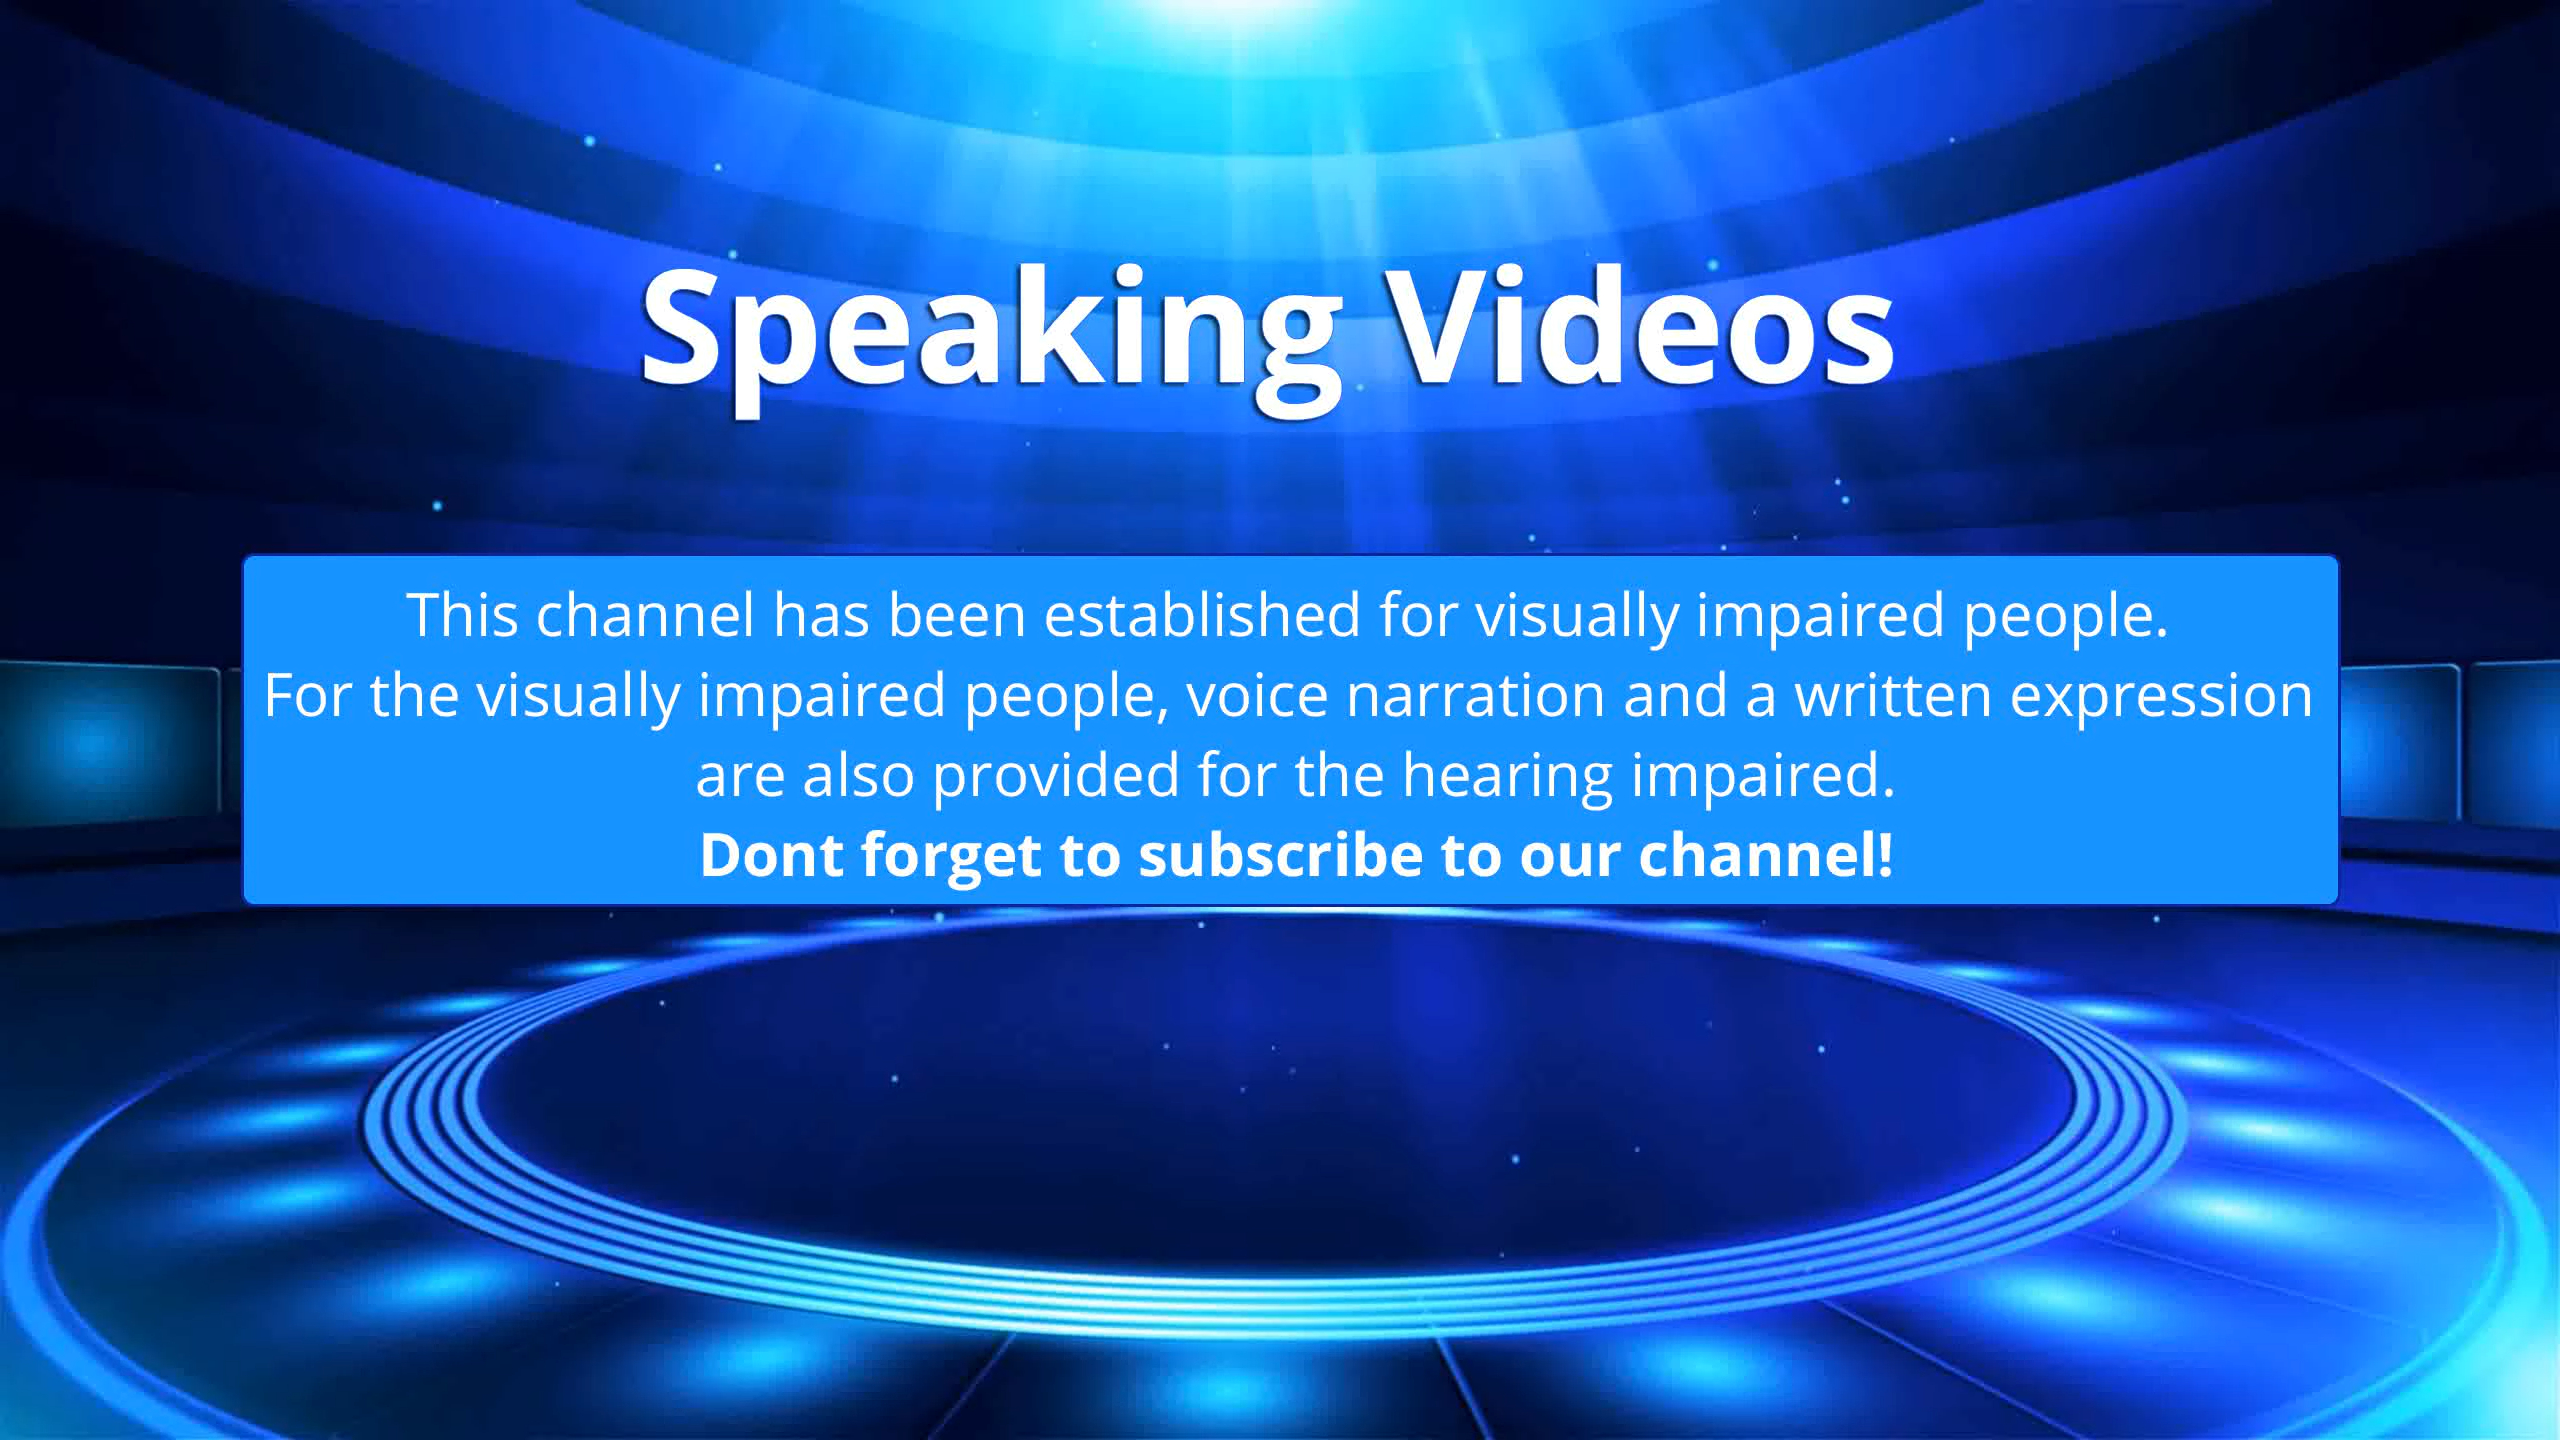 Speaking Videos
This channel has been established for visually impaired people.
For the visually impaired people, voice narration and a written expression
are also provided for the hearing impaired.
Dont forget to subscribe to our channel!